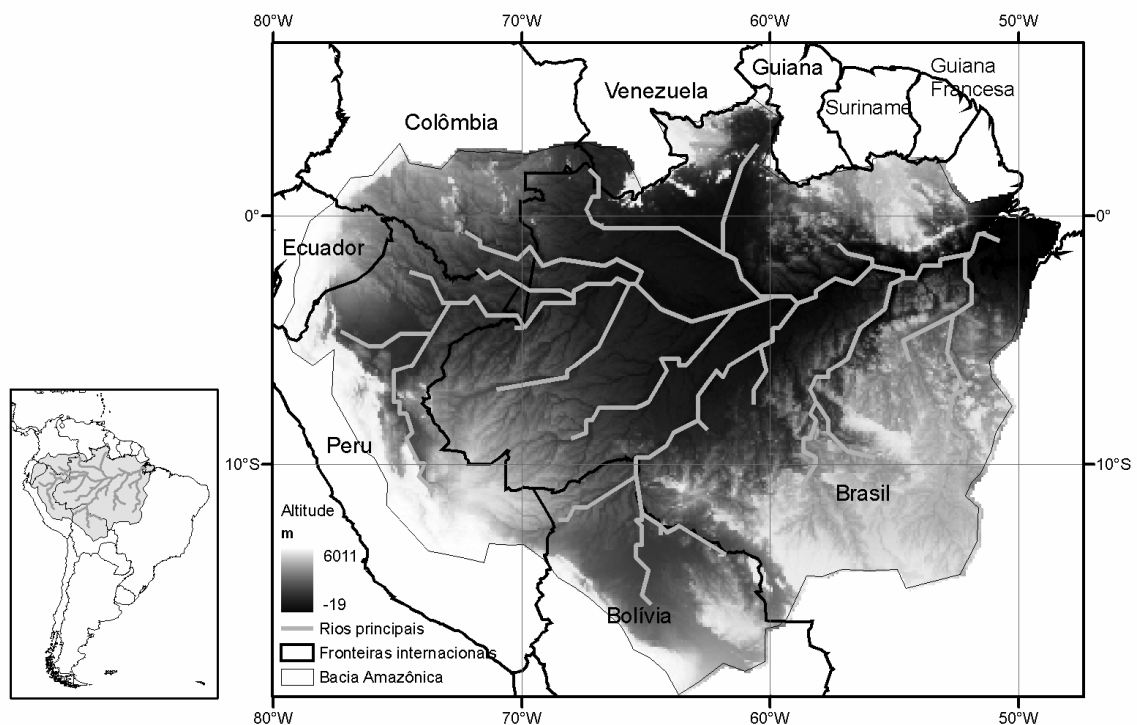 80°W 70°W 60°W 50°W
Guiana
Guiana
Francesa
Venezuela
Suriname
Colômbia
0° 0°
Ecuador
Peru
10°S 10°S
Brasil
Altitude
m
6011
-19
Bolívia
Rios principais
Fronteiras internacionais
Bacia Amazônica
80°W 70°W 60°W 50°W